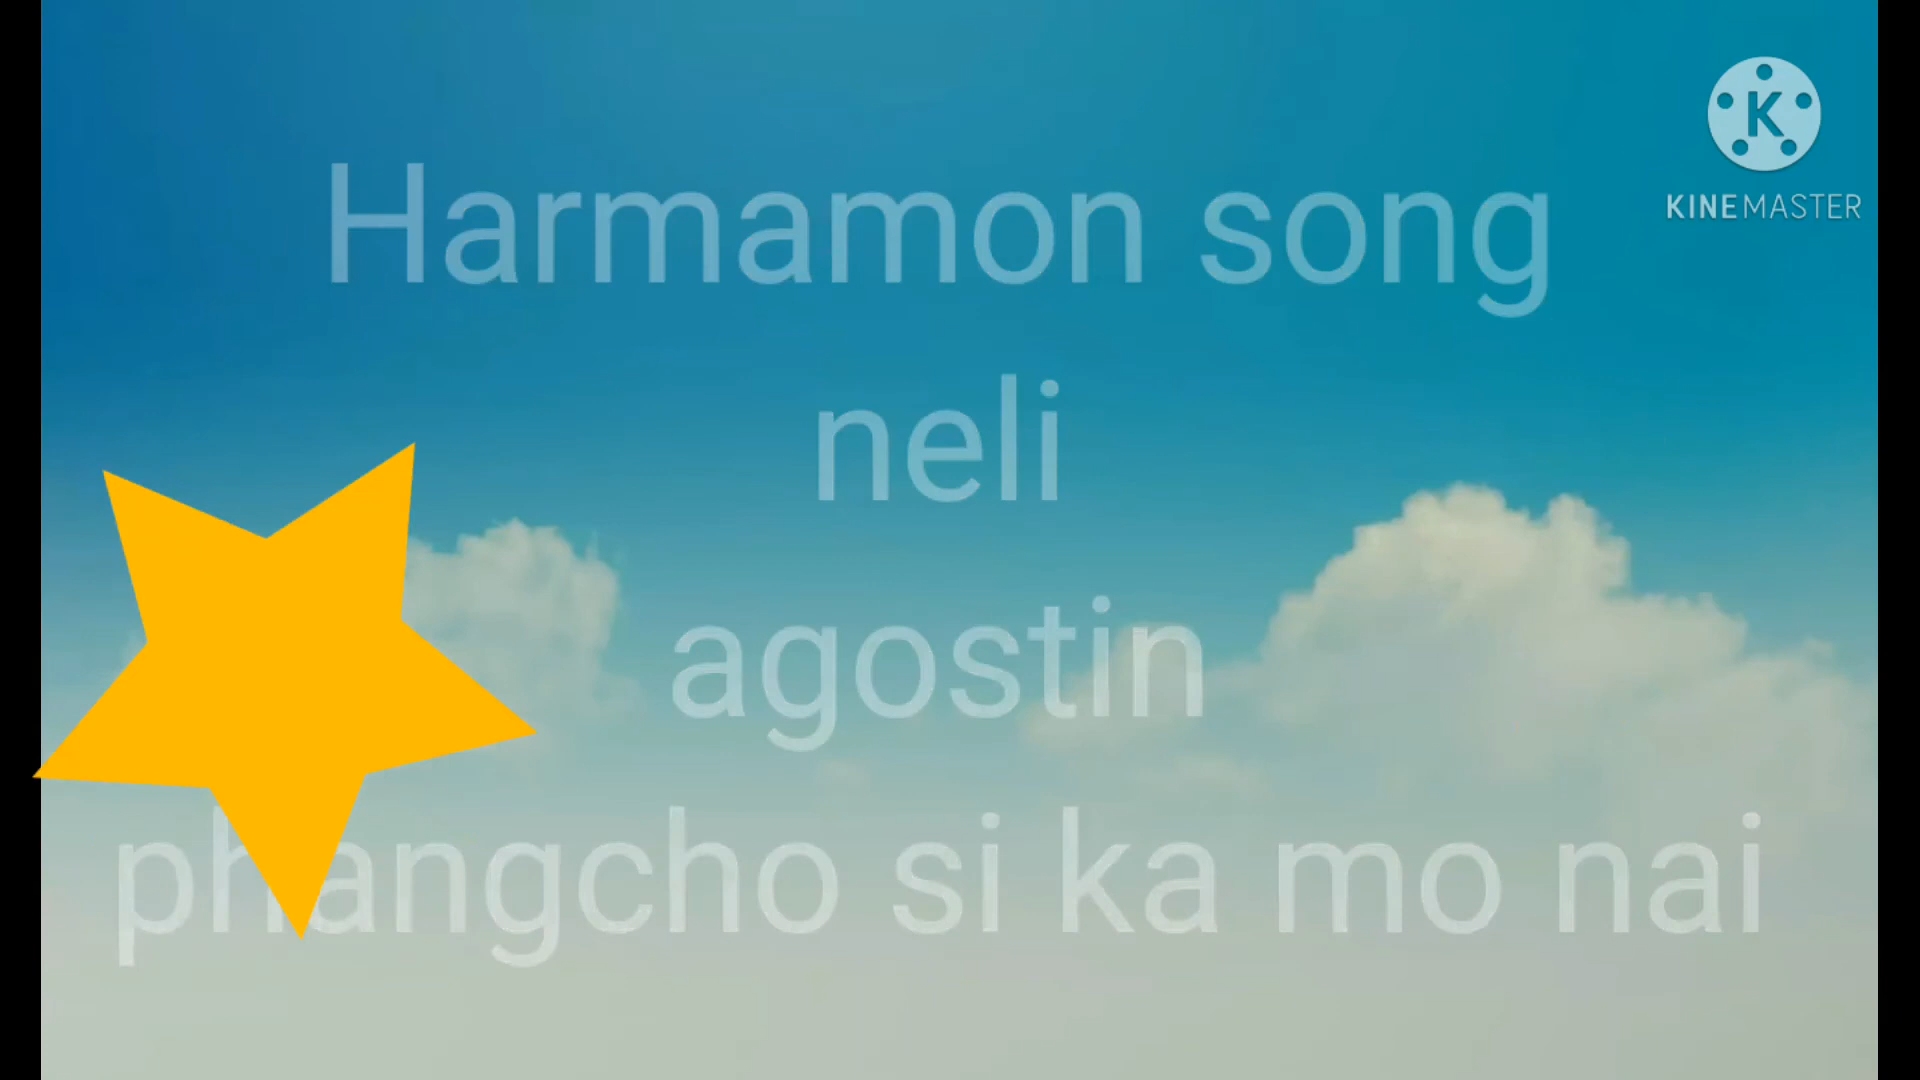 K
KINEMASTER
Harmamon song
neli
agostin
phangcho si ka mo nai